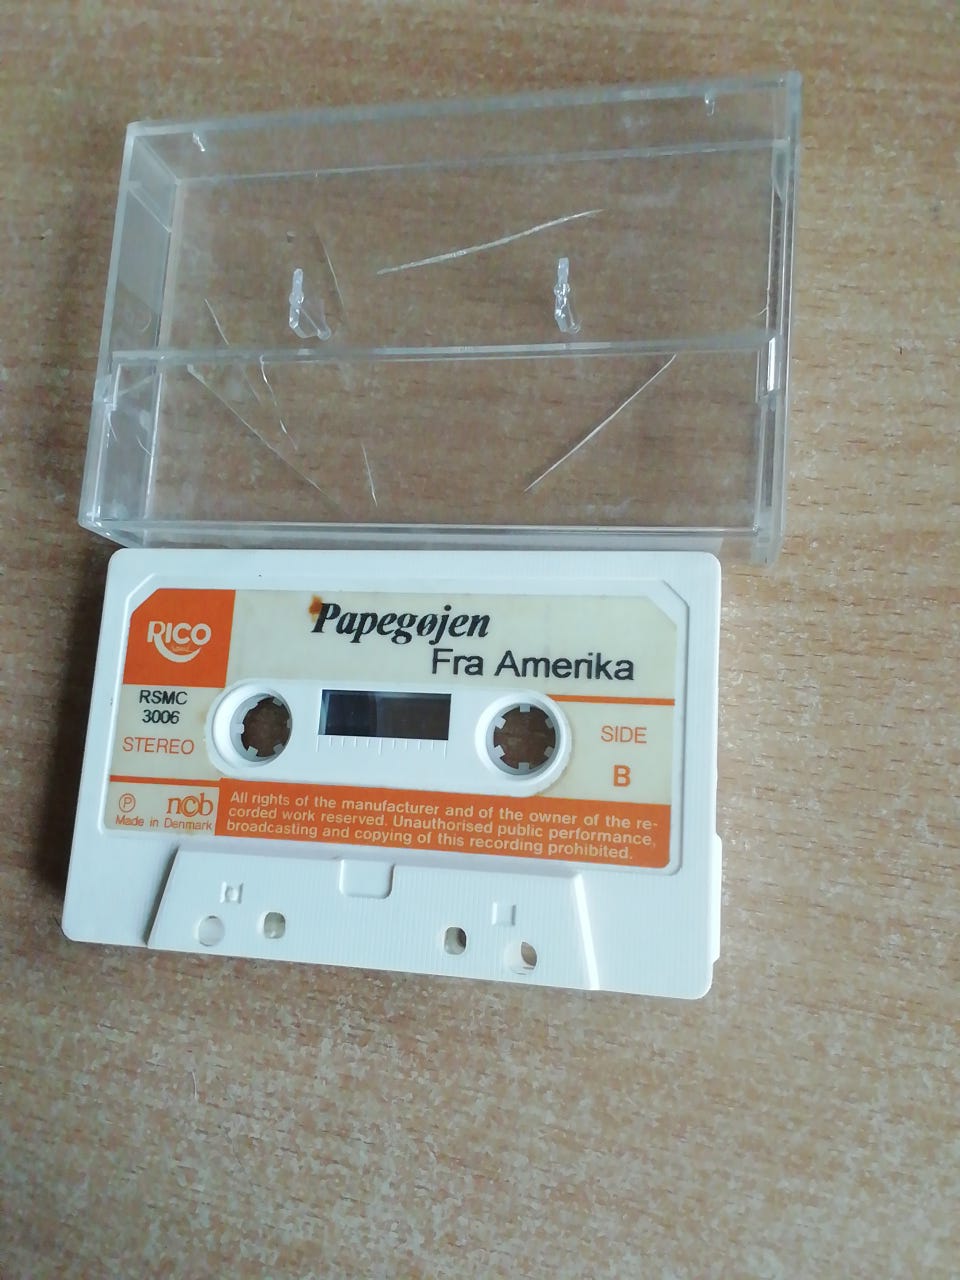 RICO
Papegøjen
Fra Amerika
RSMC
3006
STEREO
SIDE
B
Ⓟ ncb
Made in Denmark
All rights of the manufacturer and of the owner of the re-
corded work reserved. Unauthorised public performance,
broadcasting and copying of this recording prohibited.